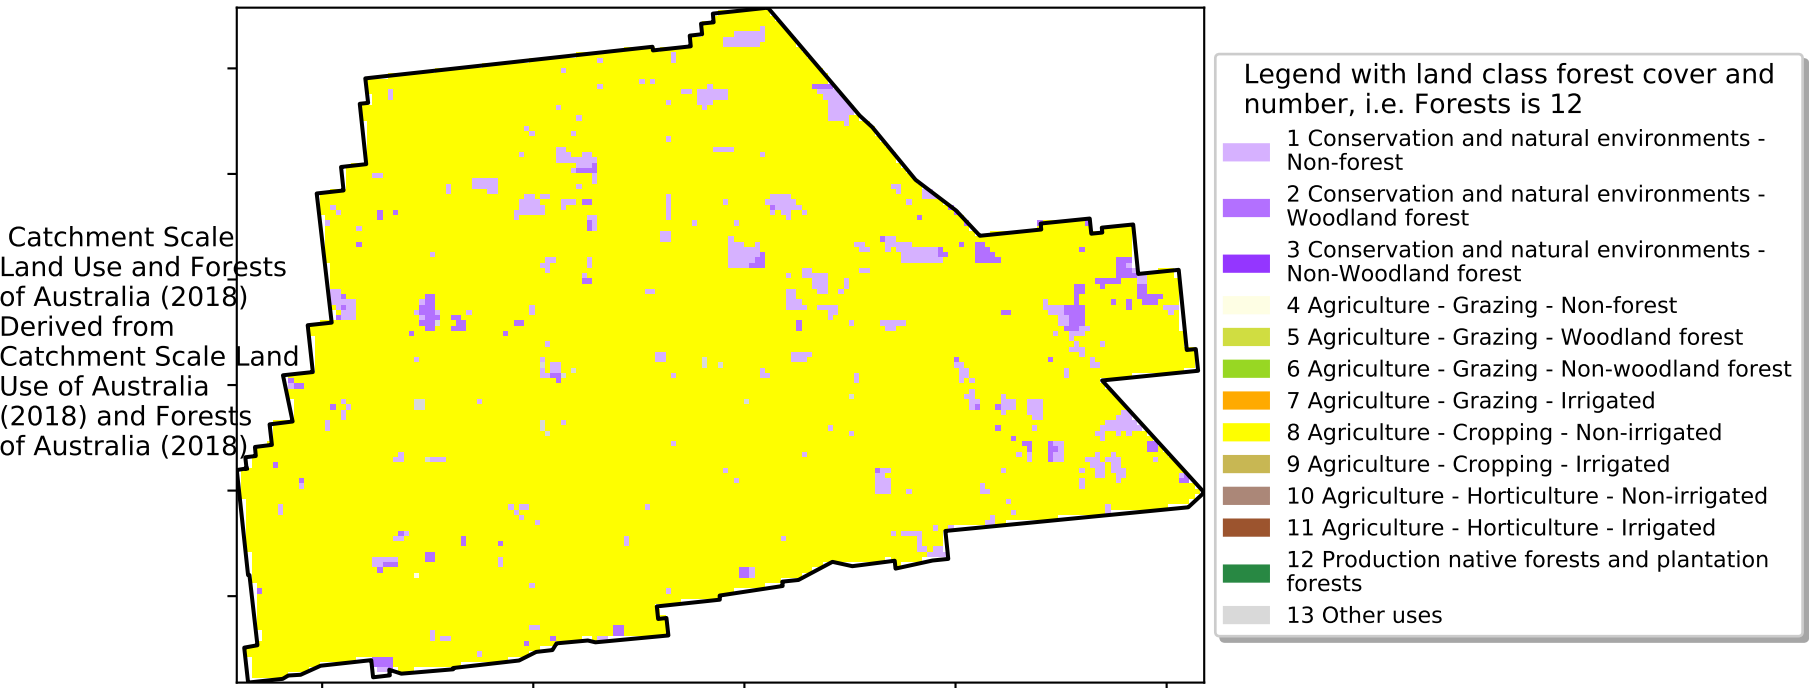 Catchment Scale
Land Use and Forests
of Australia (2018)
Derived from
Catchment Scale Land
Use of Australia
(2018) and Forests
of Australia (2018)
Legend with land class forest cover and
number, i.e. Forests is 12
1 Conservation and natural environments -
Non-forest
2 Conservation and natural environments -
Woodland forest
3 Conservation and natural environments -
Non-Woodland forest
4 Agriculture - Grazing - Non-forest
5 Agriculture - Grazing - Woodland forest
6 Agriculture - Grazing - Non-woodland forest
7 Agriculture - Grazing - Irrigated
8 Agriculture - Cropping - Non-irrigated
9 Agriculture - Cropping - Irrigated
10 Agriculture - Horticulture - Non-irrigated
11 Agriculture - Horticulture - Irrigated
12 Production native forests and plantation
forests
13 Other uses